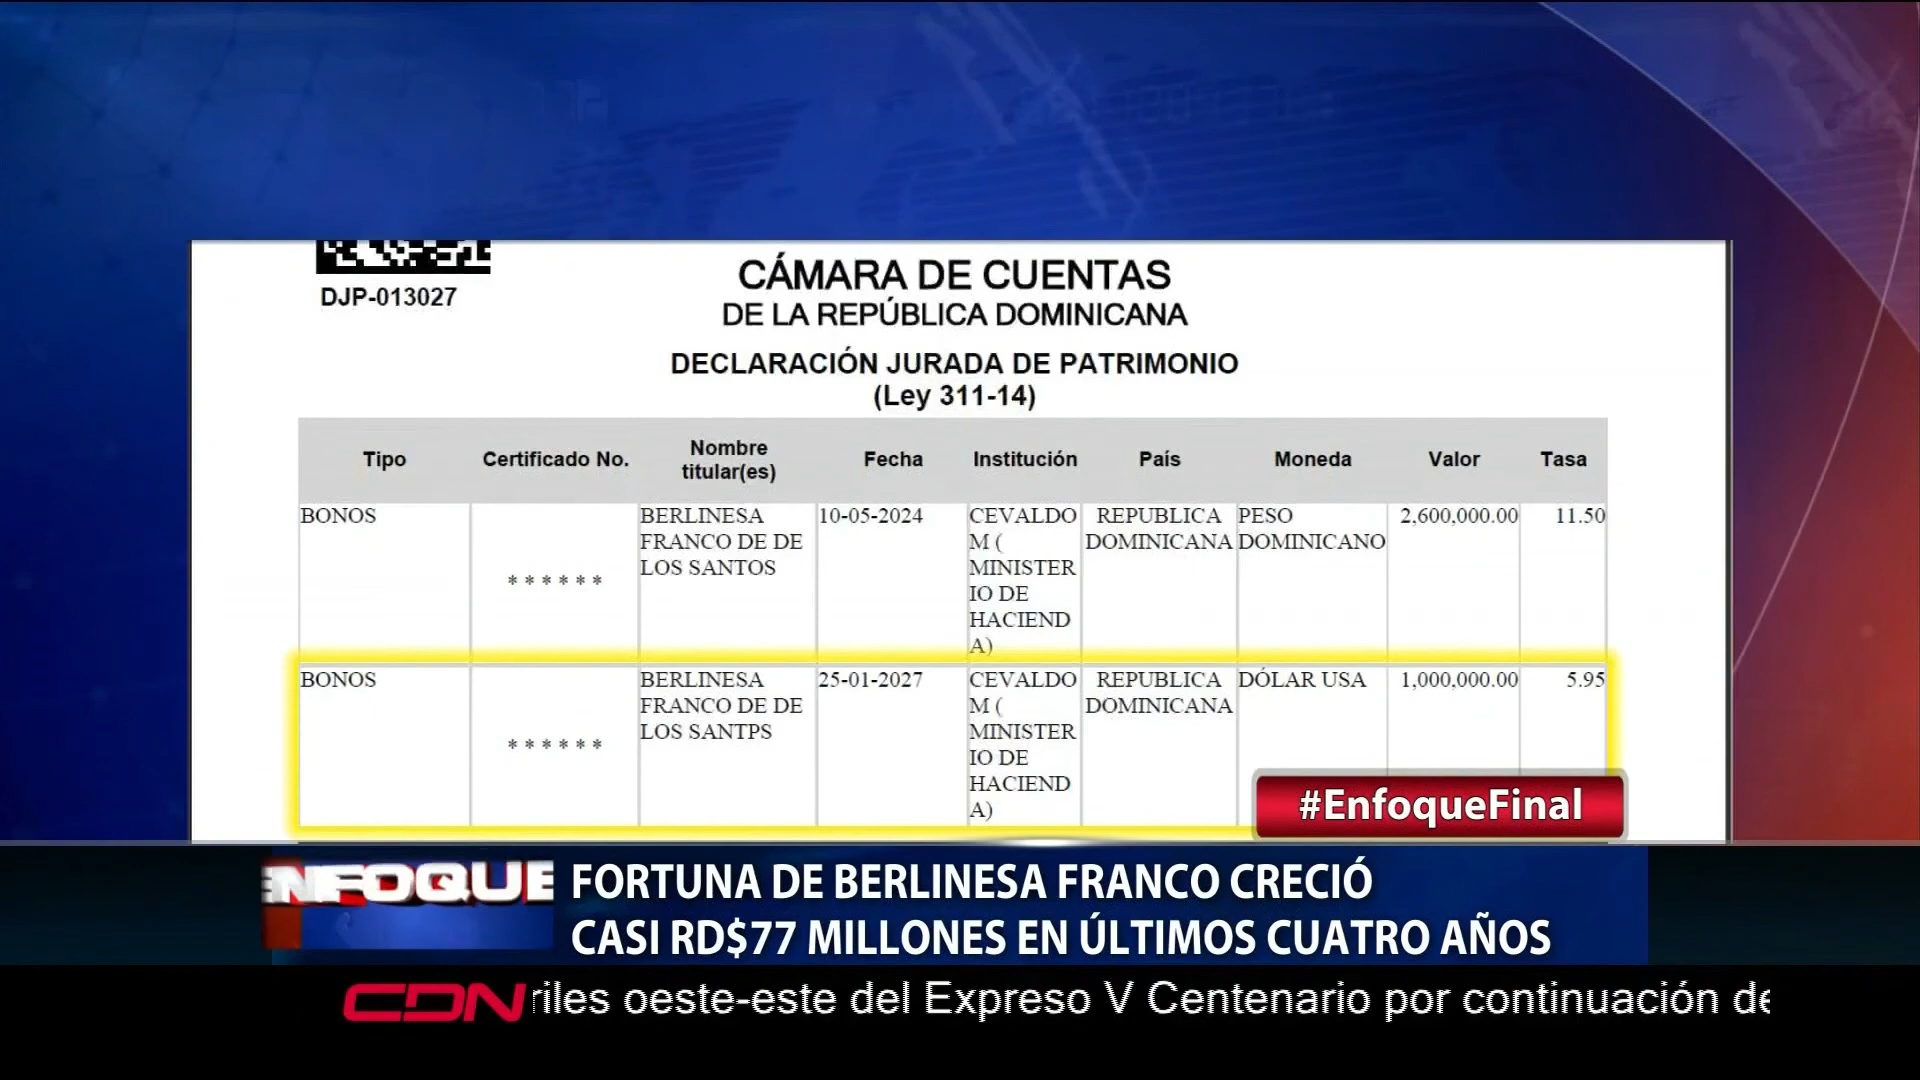 DJP-013027
CÁMARA DE CUENTAS
DE LA REPÚBLICA DOMINICANA
DECLARACIÓN JURADA DE PATRIMONIO
(Ley 311-14)
Tipo Certificado No. Nombre titular(es) Fecha Institución País Moneda Valor Tasa
BONOS ****** BERLINESA 10-05-2024 CEVALDO REPUBLICA PESO 2,600,000.00 11.50
FRANCO DE DE M ( DOMINICANA DOMINICANO
LOS SANTOS MINISTER
IO DE
HACIEND
A)
BONOS ****** BERLINESA 25-01-2027 CEVALDO REPUBLICA DÓLAR USA 1,000,000.00 5.95
FRANCO DE DE M ( DOMINICANA
LOS SANTPS MINISTER
IO DE
HACIEND
A)
#EnfoqueFinal
ENFOQUE
FORTUNA DE BERLINESA FRANCO CRECIÓ
CASI RD$77 MILLONES EN ÚLTIMOS CUATRO AÑOS
CDN
riles oeste-este del Expreso V Centenario por continuación de